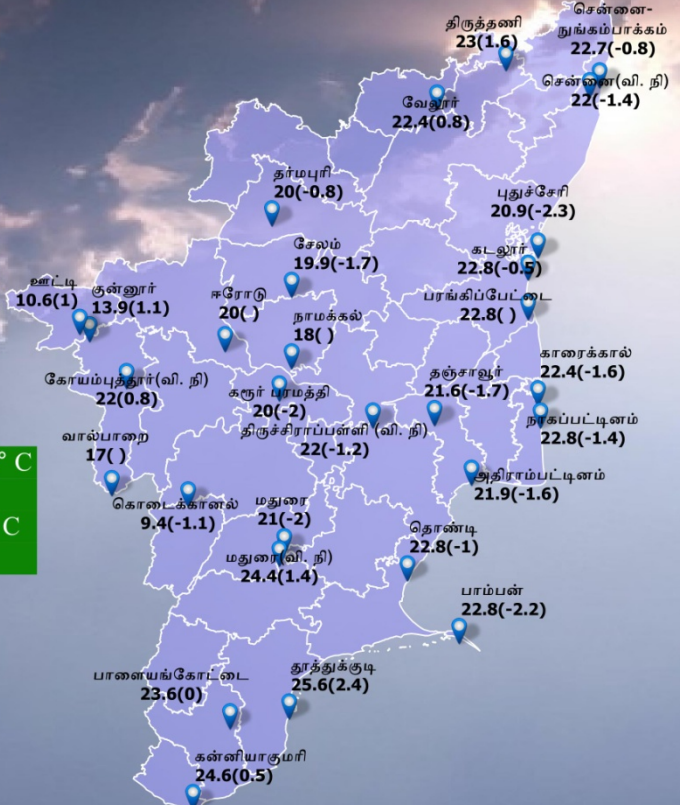 சென்னை-
நுங்கம்பாக்கம்
22.7(-0.8)
திருத்தணி
23(1.6)
சென்னை(வி. நி)
22(-1.4)
வேலூர்
22.4(0.8)
தர்மபுரி
20(-0.8)
புதுச்சேரி
20.9(-2.3)
சேலம்
19.9(-1.7)
கடலூர்
22.8(-0.5)
ஊட்டி
10.6(1)
குன்னூர்
13.9(1.1)
ஈரோடு
20( )
நாமக்கல்
18( )
பரங்கிப்பேட்டை
22.8( )
காரைக்கால்
22.4(-1.6)
கோயம்புத்தூர்(வி. நி)
22(0.8)
கரூர் பரமத்தி
20(-2)
தஞ்சாவூர்
21.6(-1.7)
நாகப்பட்டினம்
22.8(-1.4)
திருச்சிராப்பள்ளி (வி. நி)
22(-1.2)
வால்பாறை
17( )
° C
அதிராம்பட்டினம்
21.9(-1.6)
கொடைக்கானல்
9.4(-1.1)
மதுரை
21(-2)
C
தொண்டி
22.8(-1)
மதுரை(வி. நி)
24.4(1.4)
பாம்பன்
22.8(-2.2)
பாளையங்கோட்டை
23.6(0)
தூத்துக்குடி
25.6(2.4)
கன்னியாகுமரி
24.6(0.5)